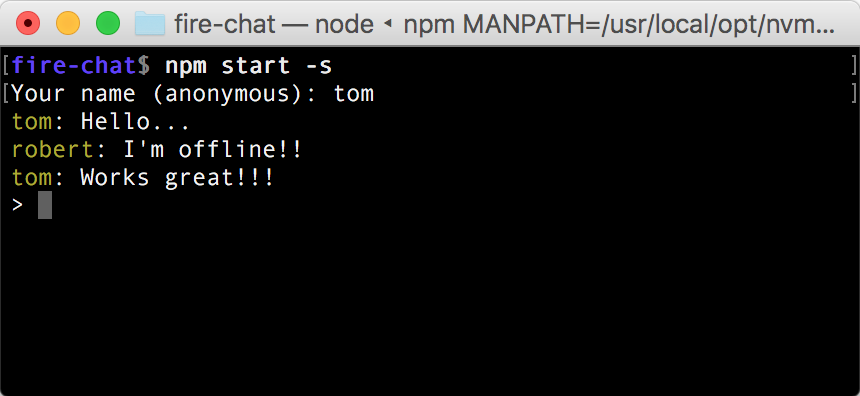 fire-chat — node ◂ npm MANPATH=/usr/local/opt/nvm...
[fire-chat$ npm start -s ]
[Your name (anonymous): tom ]
tom: Hello...
robert: I'm offline!!
tom: Works great!!!
>